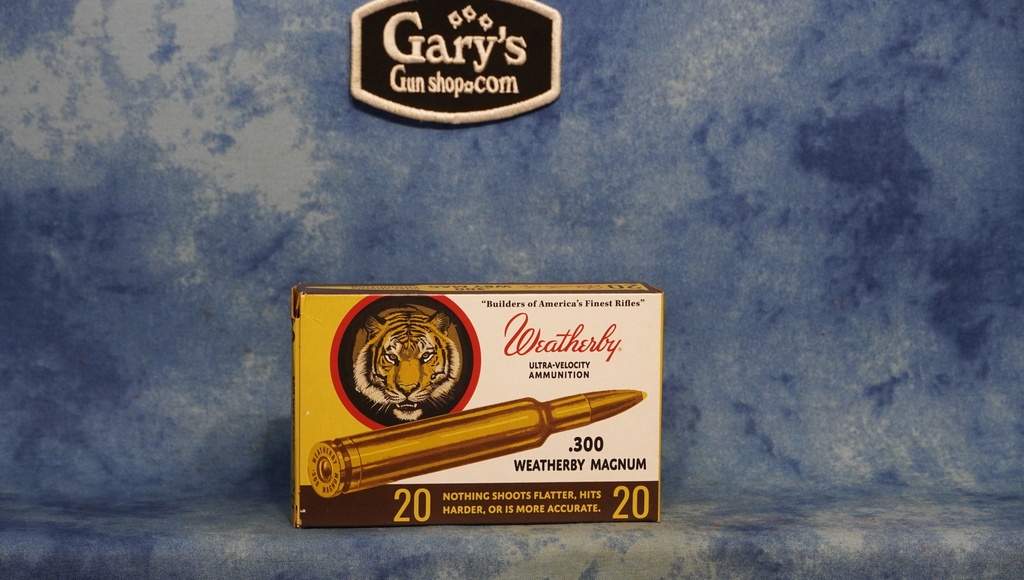 Gary's
Gun shop.com
"Builders of America's Finest Rifles"
Weatherby®
ULTRA-VELOCITY
AMMUNITION
.300
WEATHERBY MAGNUM
20 NOTHING SHOOTS FLATTER, HITS 20
HARDER, OR IS MORE ACCURATE.